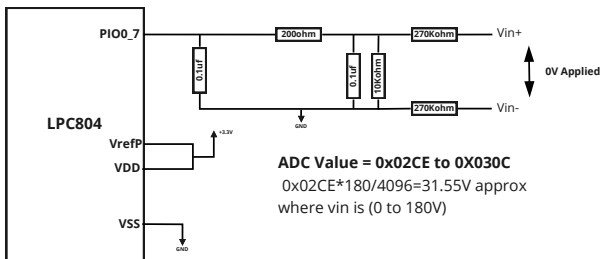 PIO0_7
200ohm
270Kohm
Vin+
0.1uf
0.1uf
10Kohm
0V Applied
270Kohm
Vin-
GND
LPC804
+3.3V
VrefP
VDD
ADC Value = 0x02CE to 0X030C
0x02CE*180/4096=31.55V approx
where vin is (0 to 180V)
VSS
GND